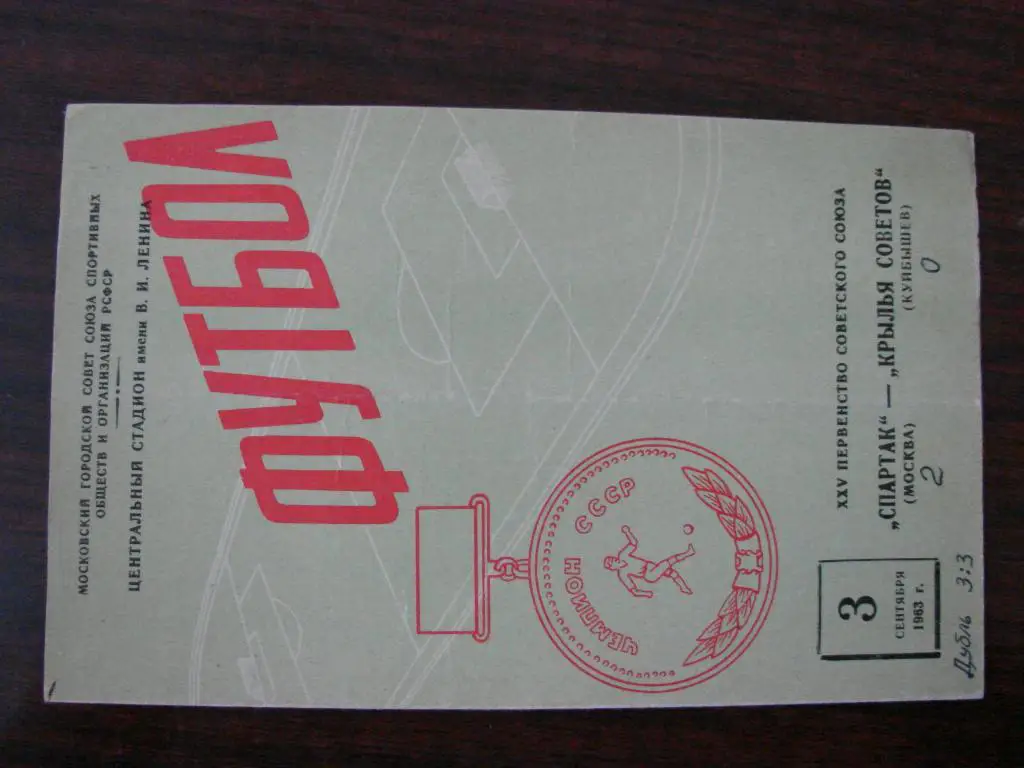 МОСКОВСКИЙ ГОРОДСКОЙ СОВЕТ СОЮЗА СПОРТИВНЫХ
ОБЩЕСТВ И ОРГАНИЗАЦИЙ РСФСР
ЦЕНТРАЛЬНЫЙ СТАДИОН имени В. И. ЛЕНИНА
ФУТБОЛ
ЧЕМПИОН СССР
3
СЕНТЯБРЯ
1963 г.
XXV ПЕРВЕНСТВО СОВЕТСКОГО СОЮЗА
„СПАРТАК“ — „КРЫЛЬЯ СОВЕТОВ“
(МОСКВА) (КУЙБЫШЕВ)
2 0
Дубль 3:3